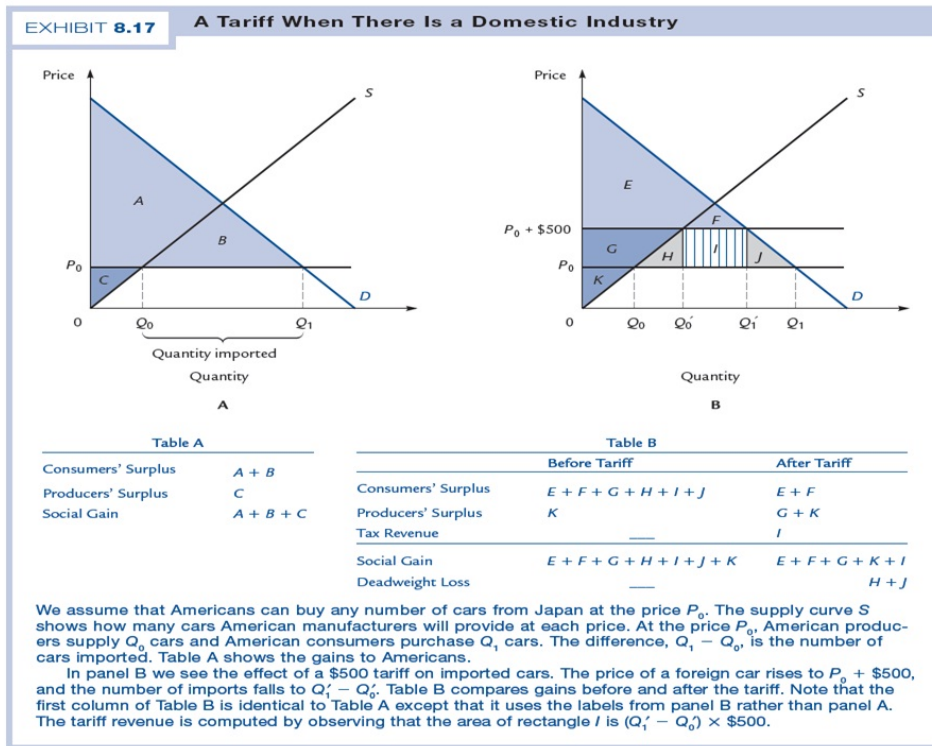 EXHIBIT 8.17
A Tariff When There Is a Domestic Industry
Price
S
A
B
P₀
C
D
0
Q₀
Q₁
Quantity imported
Quantity
A
Price
S
E
F
P₀ + $500
G
H
I
J
P₀
K
D
0
Q₀
Q₀′
Q₁′
Q₁
Quantity
B
Table A
Consumers’ Surplus A + B
Producers’ Surplus C
Social Gain A + B + C
Table B
Before Tariff After Tariff
Consumers’ Surplus E + F + G + H + I + J E + F
Producers’ Surplus K G + K
Tax Revenue — I
Social Gain E + F + G + H + I + J + K E + F + G + K + I
Deadweight Loss — H + J
We assume that Americans can buy any number of cars from Japan at the price P₀. The supply curve S
shows how many cars American manufacturers will provide at each price. At the price P₀, American produc-
ers supply Q₀ cars and American consumers purchase Q₁ cars. The difference, Q₁ − Q₀, is the number of
cars imported. Table A shows the gains to Americans.
In panel B we see the effect of a $500 tariff on imported cars. The price of a foreign car rises to P₀ + $500,
and the number of imports falls to Q₁′ − Q₀′. Table B compares gains before and after the tariff. Note that the
first column of Table B is identical to Table A except that it uses the labels from panel B rather than panel A.
The tariff revenue is computed by observing that the area of rectangle I is (Q₁′ − Q₀′) × $500.